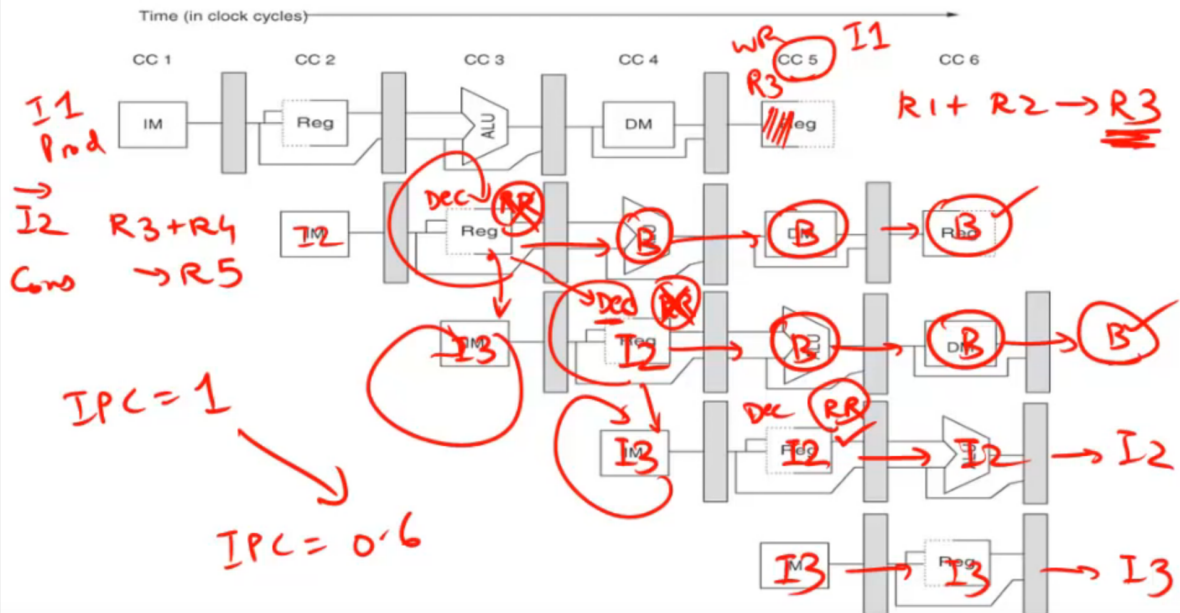 Time (in clock cycles)
CC 1 CC 2 CC 3 CC 4 CC 5 CC 6
WR I1
R3
R1 + R2 → R3
I1
Prod
IM Reg ALU DM Reg
I2 R3+R4
Cons → R5
Dec RR
I2 Reg B B B
Dec RR
I3 I2 B B B
IPC = 1
Dec RR
I3 I2 I2 → I2
IPC = 0.6
I3 I3 → I3